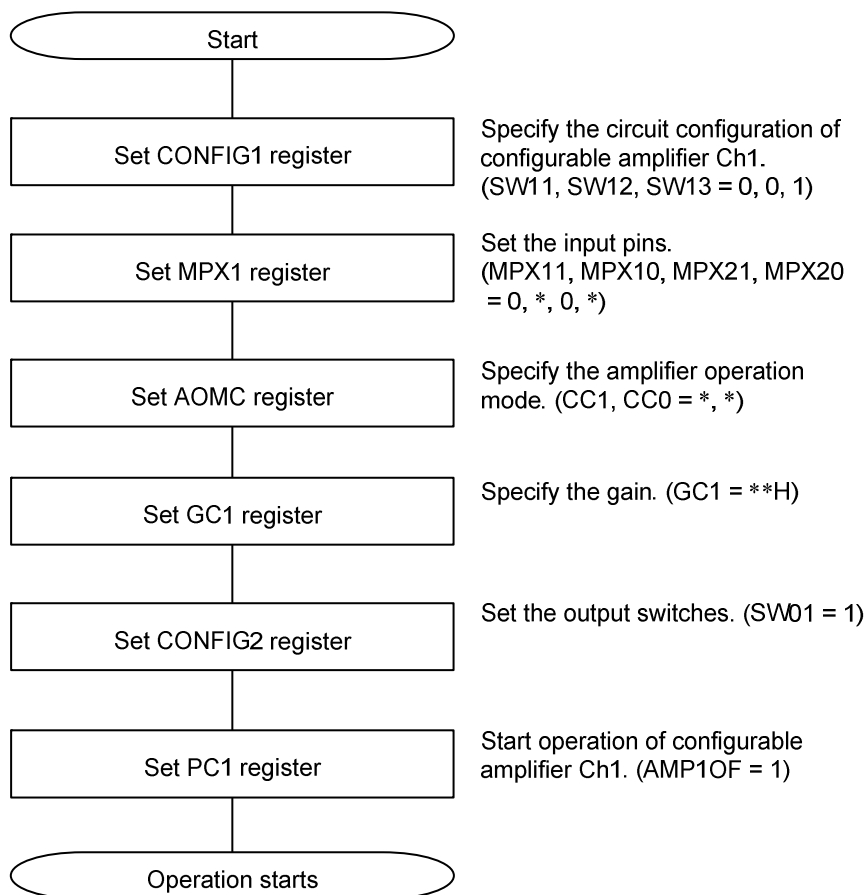 Start
Set CONFIG1 register
Specify the circuit configuration of
configurable amplifier Ch1.
(SW11, SW12, SW13 = 0, 0, 1)
Set MPX1 register
Set the input pins.
(MPX11, MPX10, MPX21, MPX20
= 0, *, 0, *)
Set AOMC register
Specify the amplifier operation
mode. (CC1, CC0 = *, *)
Set GC1 register
Specify the gain. (GC1 = **H)
Set CONFIG2 register
Set the output switches. (SW01 = 1)
Set PC1 register
Start operation of configurable
amplifier Ch1. (AMP1OF = 1)
Operation starts